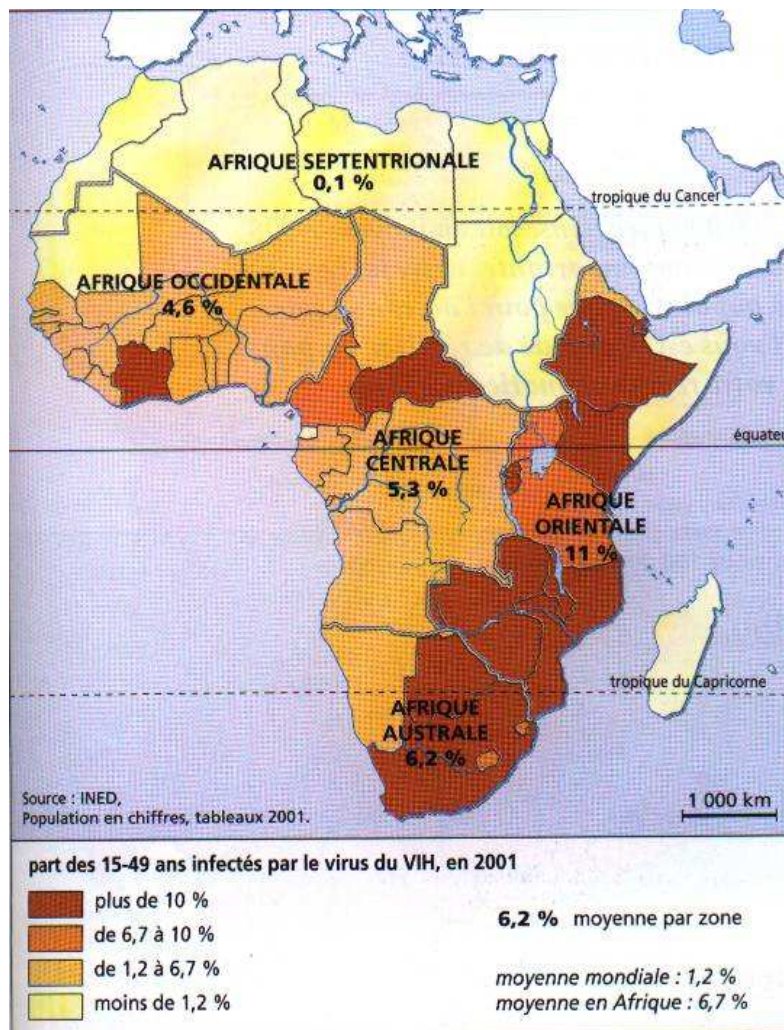 AFRIQUE SEPTENTRIONALE
0,1 %
tropique du Cancer
AFRIQUE OCCIDENTALE
4,6 %
équateur
AFRIQUE
CENTRALE
5,3 %
AFRIQUE
ORIENTALE
11 %
tropique du Capricorne
AFRIQUE
AUSTRALE
6,2 %
Source : INED,
Population en chiffres, tableaux 2001.
1 000 km
part des 15-49 ans infectés par le virus du VIH, en 2001
plus de 10 %
de 6,7 à 10 %
de 1,2 à 6,7 %
moins de 1,2 %
6,2 % moyenne par zone
moyenne mondiale : 1,2 %
moyenne en Afrique : 6,7 %